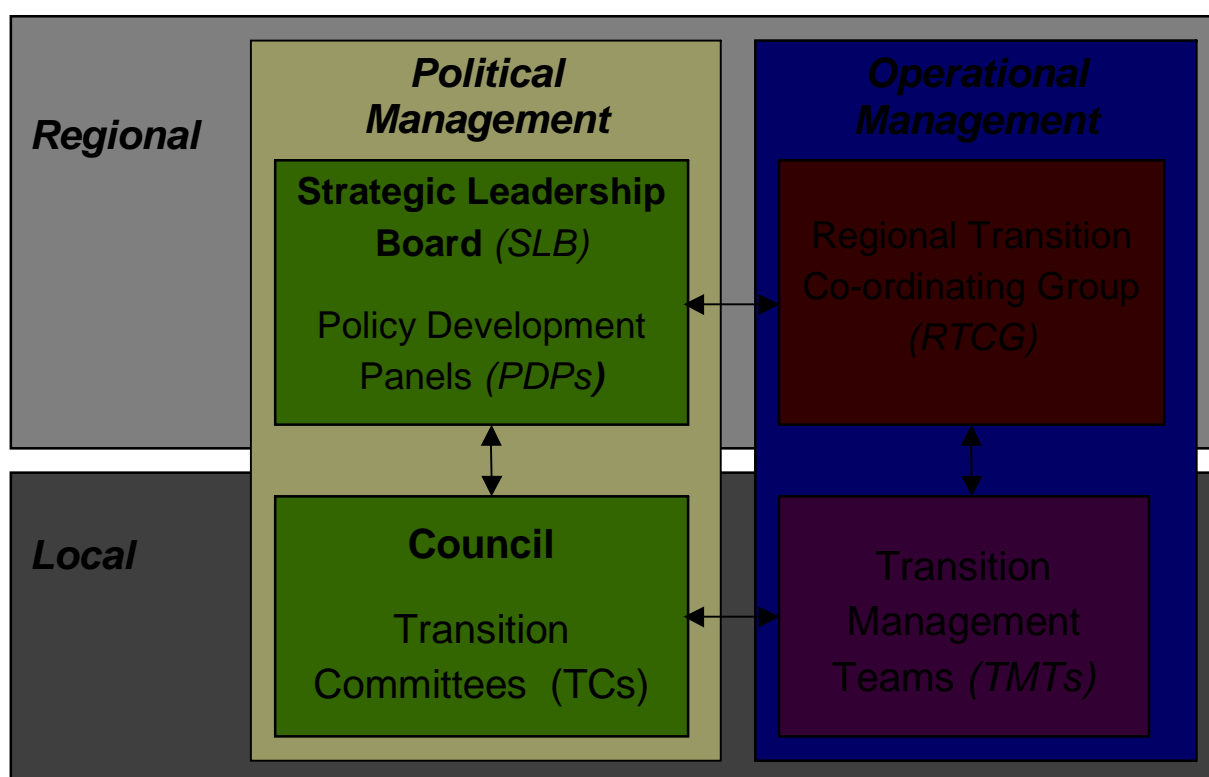 Regional
Political
Management
Strategic Leadership
Board (SLB)
Policy Development
Panels (PDPs)
Operational
Management
Regional Transition
Co-ordinating Group
(RTCG)
Local
Council
Transition
Committees (TCs)
Transition
Management
Teams (TMTs)